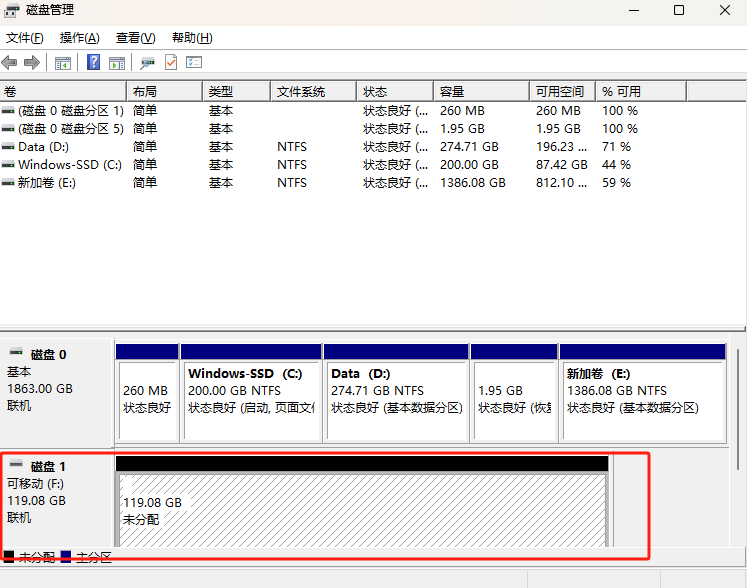 磁盘管理
文件(F) 操作(A) 查看(V) 帮助(H)
卷 布局 类型 文件系统 状态 容量 可用空间 % 可用
(磁盘 0 磁盘分区 1) 简单 基本 状态良好 (... 260 MB 260 MB 100 %
(磁盘 0 磁盘分区 5) 简单 基本 状态良好 (... 1.95 GB 1.95 GB 100 %
Data (D:) 简单 基本 NTFS 状态良好 (... 274.71 GB 196.23 ... 71 %
Windows-SSD (C:) 简单 基本 NTFS 状态良好 (... 200.00 GB 87.42 GB 44 %
新加卷 (E:) 简单 基本 NTFS 状态良好 (... 1386.08 GB 812.10 ... 59 %
磁盘 0
基本
1863.00 GB
联机
260 MB
状态良好
Windows-SSD (C:)
200.00 GB NTFS
状态良好 (启动, 页面文件
Data (D:)
274.71 GB NTFS
状态良好 (基本数据分区)
1.95 GB
状态良好 (恢复
新加卷 (E:)
1386.08 GB NTFS
状态良好 (基本数据分区)
磁盘 1
可移动 (F:)
119.08 GB
联机
119.08 GB
未分配
未分配 主分区